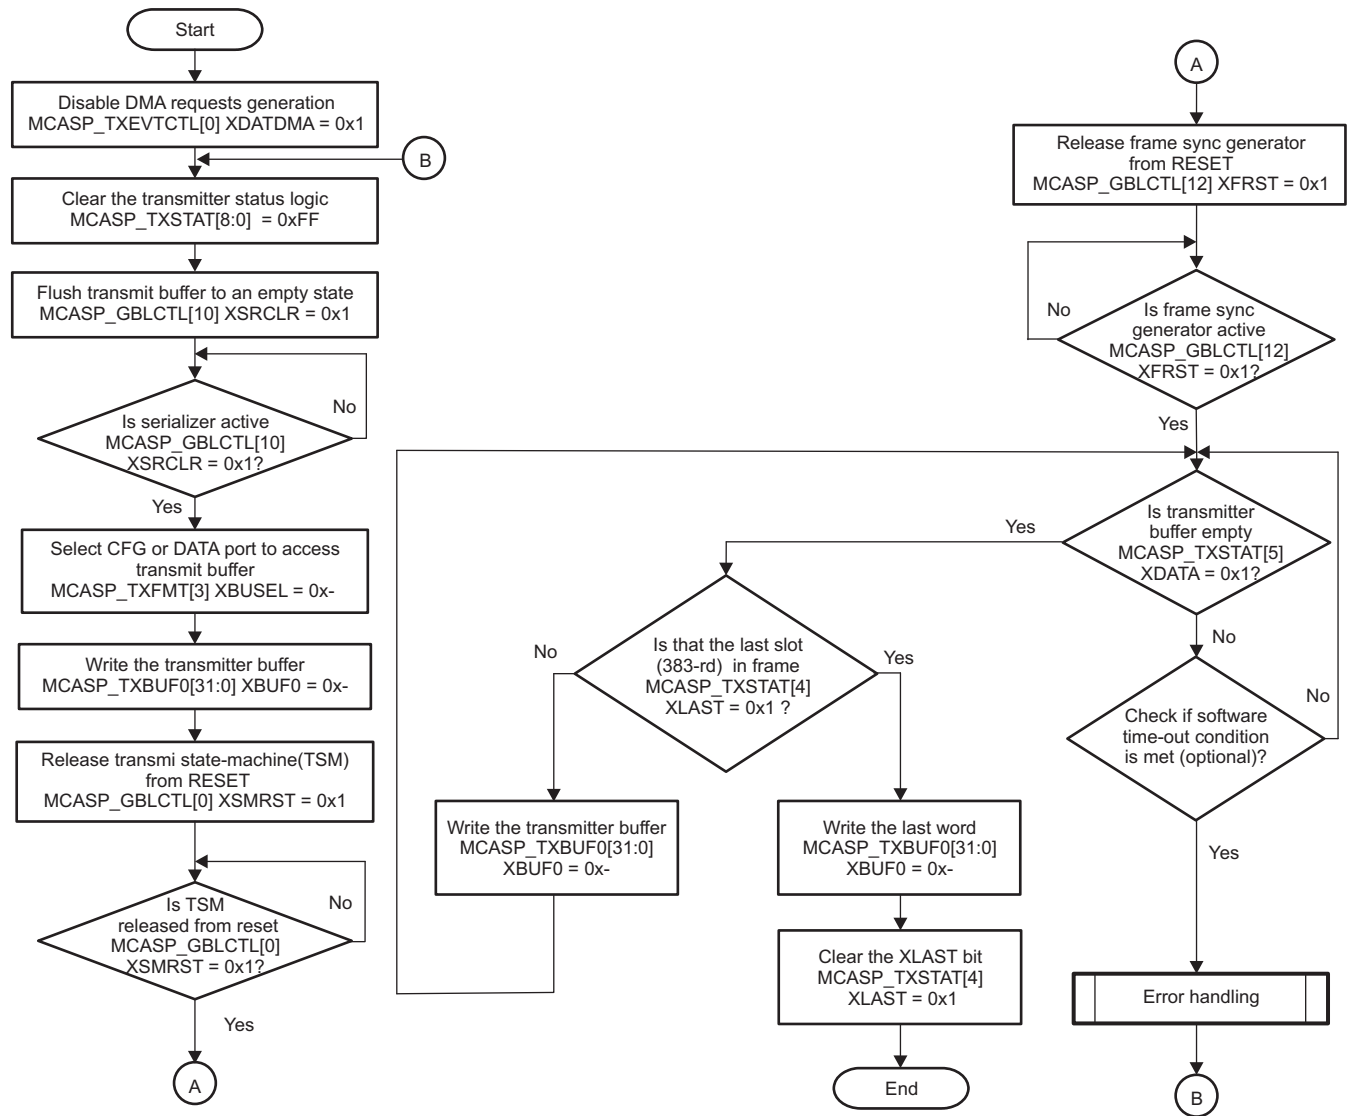 Start
Disable DMA requests generation
MCASP_TXEVTCTL[0] XDATDMA = 0x1
B
Clear the transmitter status logic
MCASP_TXSTAT[8:0] = 0xFF
Flush transmit buffer to an empty state
MCASP_GBLCTL[10] XSRCLR = 0x1
No
Is serializer active
MCASP_GBLCTL[10]
XSRCLR = 0x1?
Yes
Select CFG or DATA port to access
transmit buffer
MCASP_TXFMT[3] XBUSEL = 0x-
Write the transmitter buffer
MCASP_TXBUF0[31:0] XBUF0 = 0x-
Release transmi state-machine(TSM)
from RESET
MCASP_GBLCTL[0] XSMRST = 0x1
No
Is TSM
released from reset
MCASP_GBLCTL[0]
XSMRST = 0x1?
Yes
A
A
Release frame sync generator
from RESET
MCASP_GBLCTL[12] XFRST = 0x1
No
Is frame sync
generator active
MCASP_GBLCTL[12]
XFRST = 0x1?
Yes
Is transmitter
buffer empty
MCASP_TXSTAT[5]
XDATA = 0x1?
Yes
No
Is that the last slot
(383-rd) in frame
MCASP_TXSTAT[4]
XLAST = 0x1 ?
No
Yes
Write the transmitter buffer
MCASP_TXBUF0[31:0]
XBUF0 = 0x-
Write the last word
MCASP_TXBUF0[31:0]
XBUF0 = 0x-
Clear the XLAST bit
MCASP_TXSTAT[4]
XLAST = 0x1
End
Check if software
time-out condition
is met (optional)?
No
Yes
Error handling
B